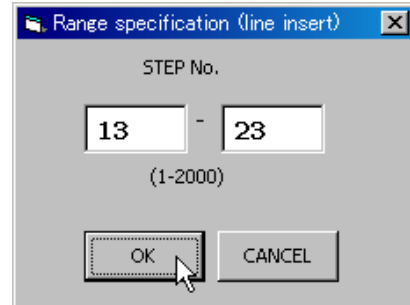 Range specification (line insert)
STEP No.
13 - 23
(1-2000)
OK CANCEL